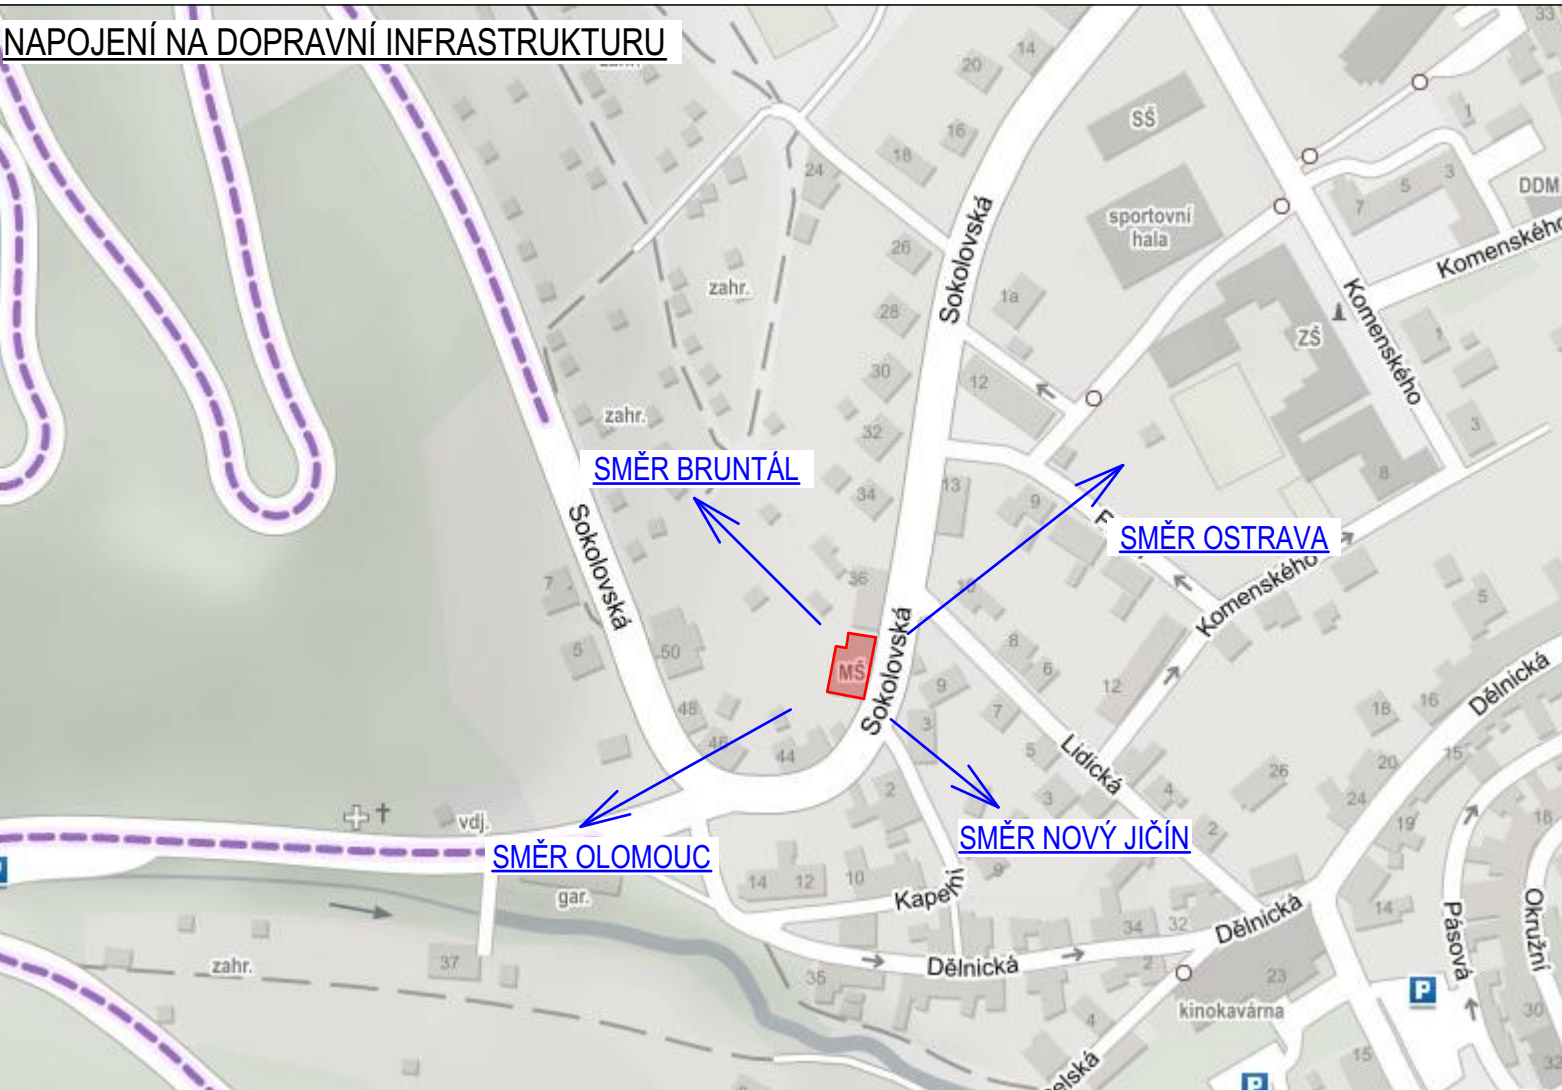 NAPOJENÍ NA DOPRAVNÍ INFRASTRUKTURU
33
14
20
SŠ
1
16
18
24
3
5
7
DDM
sportovní
hala
Sokolovská
26
Komenského
zahr.
1a
28
Komenského
ZŠ
1
30
12
zahr.
32
3
SMĚR BRUNTÁL
34
13
8
9
Sokolovská
SMĚR OSTRAVA
7
36
Komenského
5
Sokolovská
5
50
MŠ
8
6
9
12
Dělnická
48
7
3
18
16
46
44
5
Lidická
15
20
26
2
3
4
24
vdj.
19
18
2
SMĚR NOVÝ JIČÍN
SMĚR OLOMOUC
14
12
10
9
gar.
Kapelní
14
Pásová
Okružní
34
32
Dělnická
zahr.
37
35
Dělnická
2
23
P
kinokavárna
30
4
15
32
P